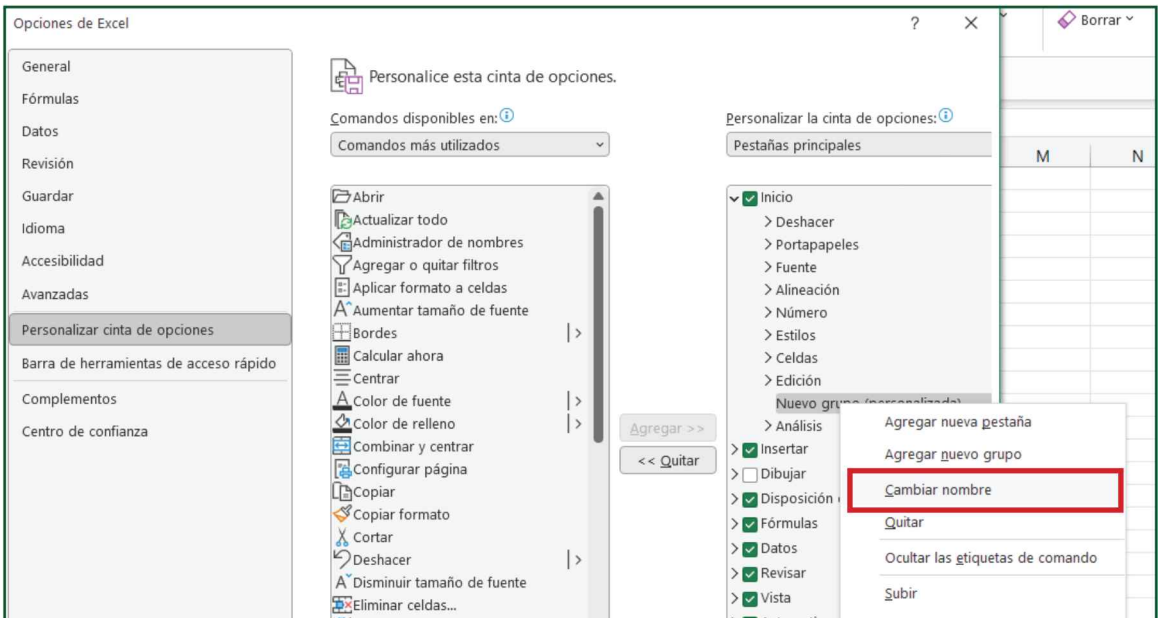 Opciones de Excel
?
Borrar
General
Fórmulas
Datos
Revisión
Guardar
Idioma
Accesibilidad
Avanzadas
Personalizar cinta de opciones
Barra de herramientas de acceso rápido
Complementos
Centro de confianza
Personalice esta cinta de opciones.
Comandos disponibles en:
Comandos más utilizados
Abrir
Actualizar todo
Administrador de nombres
Agregar o quitar filtros
Aplicar formato a celdas
Aumentar tamaño de fuente
Bordes
Calcular ahora
Centrar
Color de fuente
Color de relleno
Combinar y centrar
Configurar página
Copiar
Copiar formato
Cortar
Deshacer
Disminuir tamaño de fuente
Eliminar celdas...
Agregar >>
<< Quitar
Personalizar la cinta de opciones:
Pestañas principales
Inicio
Deshacer
Portapapeles
Fuente
Alineación
Número
Estilos
Celdas
Edición
Nuevo grupo (personalizada)
Análisis
Insertar
Dibujar
Disposición
Fórmulas
Datos
Revisar
Vista
Agregar nueva pestaña
Agregar nuevo grupo
Cambiar nombre
Quitar
Ocultar las etiquetas de comando
Subir
M N